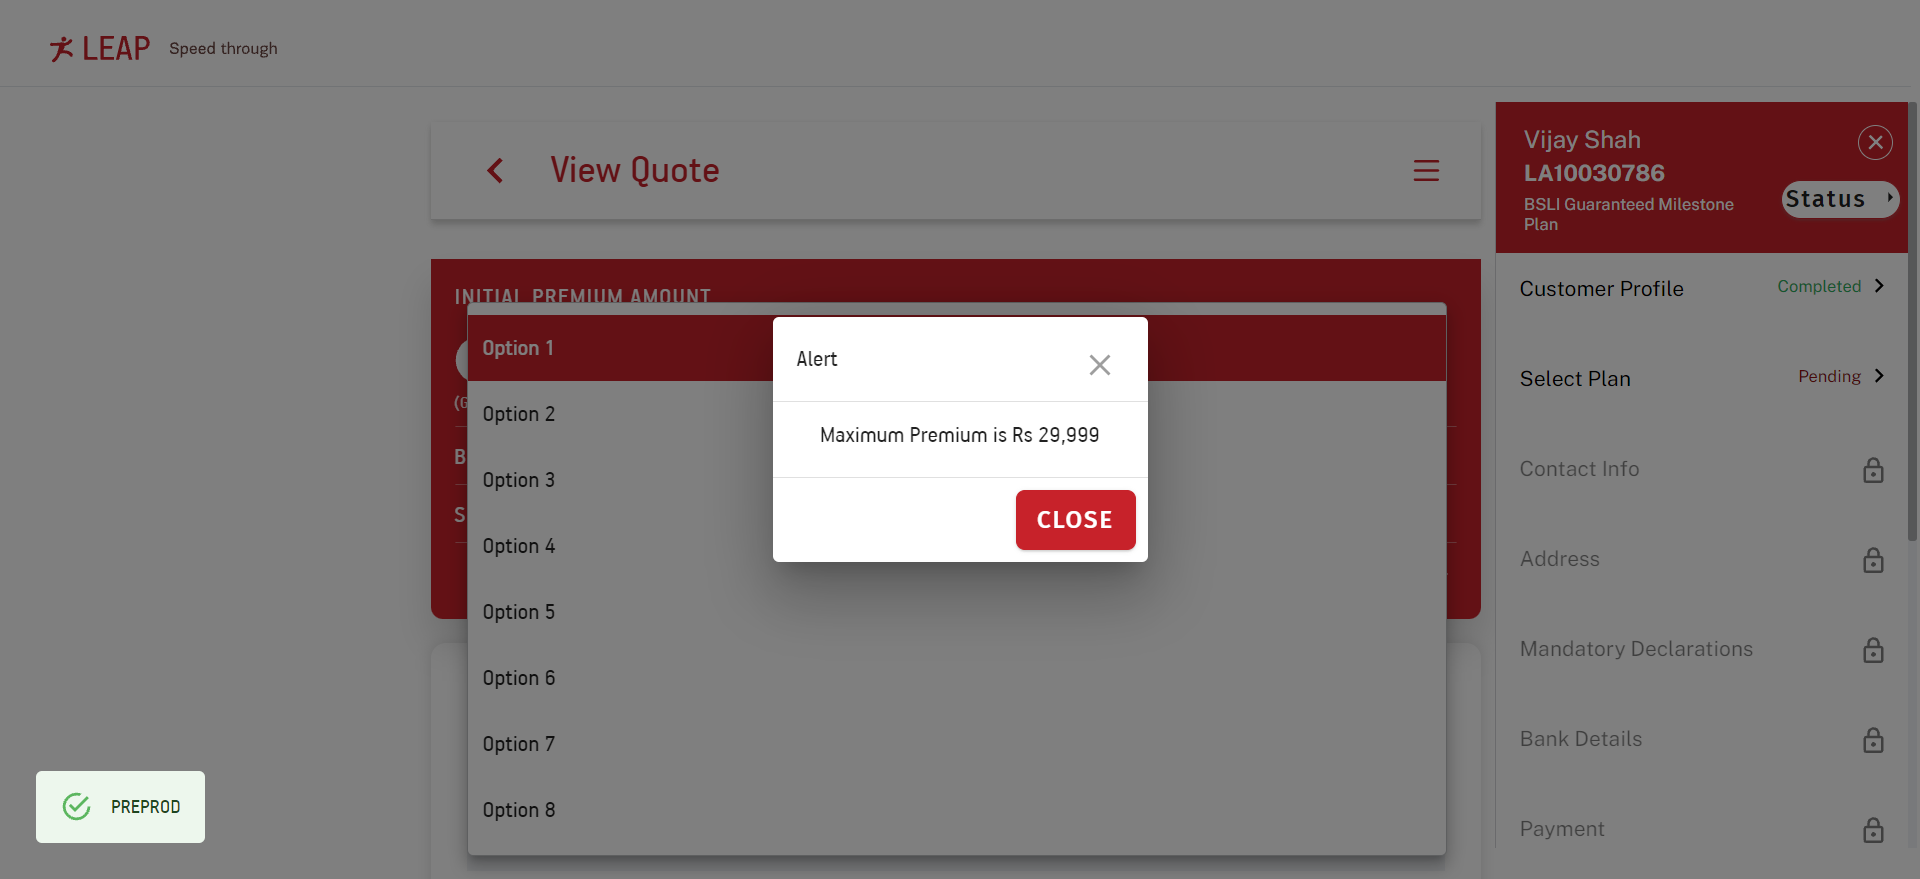 LEAP Speed through
View Quote
INITIAL PREMIUM AMOUNT
Option 1
Option 2
Option 3
Option 4
Option 5
Option 6
Option 7
Option 8
Alert
Maximum Premium is Rs 29,999
CLOSE
Vijay Shah
LA10030786
BSLI Guaranteed Milestone
Plan
Status
Customer Profile Completed
Select Plan Pending
Contact Info
Address
Mandatory Declarations
Bank Details
Payment
PREPROD